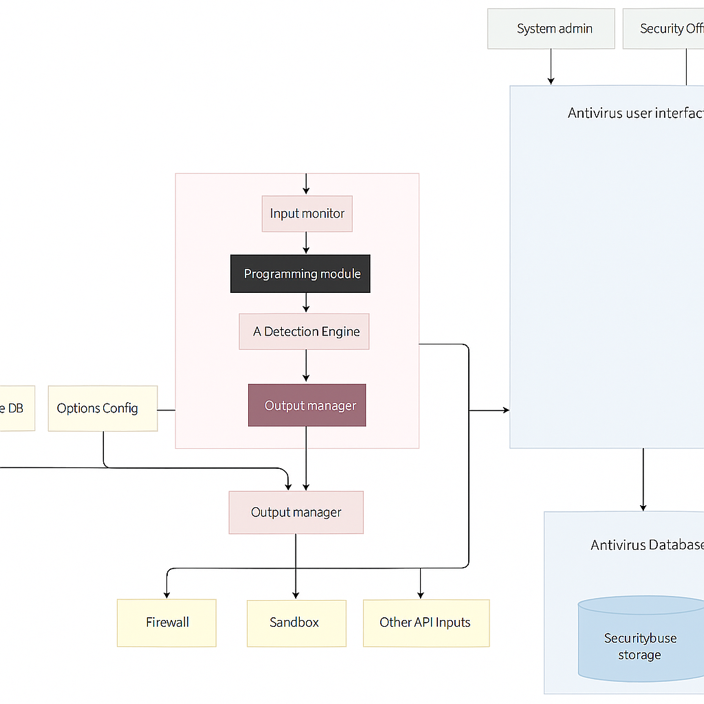 System admin
Security Off
Antivirus user interfac
Input monitor
Programming module
A Detection Engine
e DB
Options Config
Output manager
Output manager
Antivirus Database
Firewall
Sandbox
Other API Inputs
Securitybuse
storage